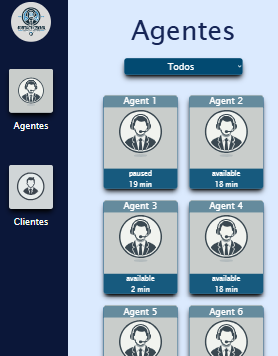 Agentes
Todos
Agentes
Clientes
Agent 1
paused
19 min
Agent 2
available
18 min
Agent 3
available
2 min
Agent 4
available
18 min
Agent 5
Agent 6